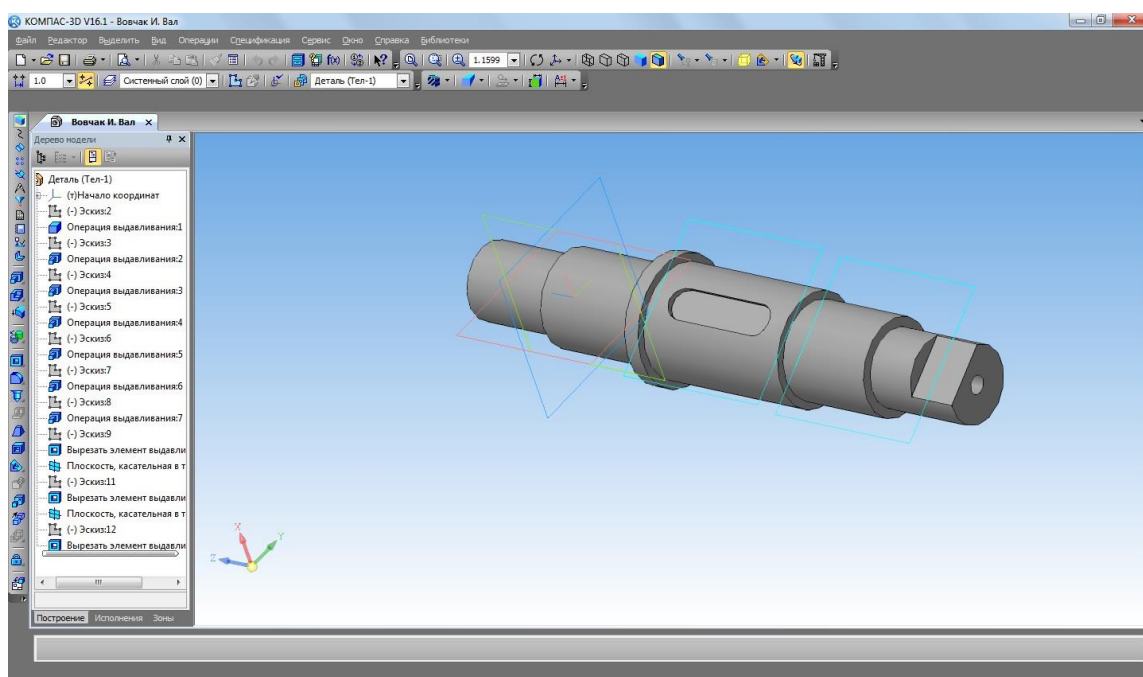 КОМПАС-3D V16.1 - Вовчак И. Вал
Файл Редактор Выделить Вид Операции Спецификация Сервис Окно Справка Библиотеки
1.1599
1.0 Системный слой (0) Деталь (Тел-1)
Вовчак И. Вал
Дерево модели
Деталь (Тел-1)
(т)Начало координат
(-) Эскиз:2
Операция выдавливания:1
(-) Эскиз:3
Операция выдавливания:2
(-) Эскиз:4
Операция выдавливания:3
(-) Эскиз:5
Операция выдавливания:4
(-) Эскиз:6
Операция выдавливания:5
(-) Эскиз:7
Операция выдавливания:6
(-) Эскиз:8
Операция выдавливания:7
(-) Эскиз:9
Вырезать элемент выдавли
Плоскость, касательная в т
(-) Эскиз:11
Вырезать элемент выдавли
Плоскость, касательная в т
(-) Эскиз:12
Вырезать элемент выдавли
X
Y
Z
Построение Исполнения Зоны